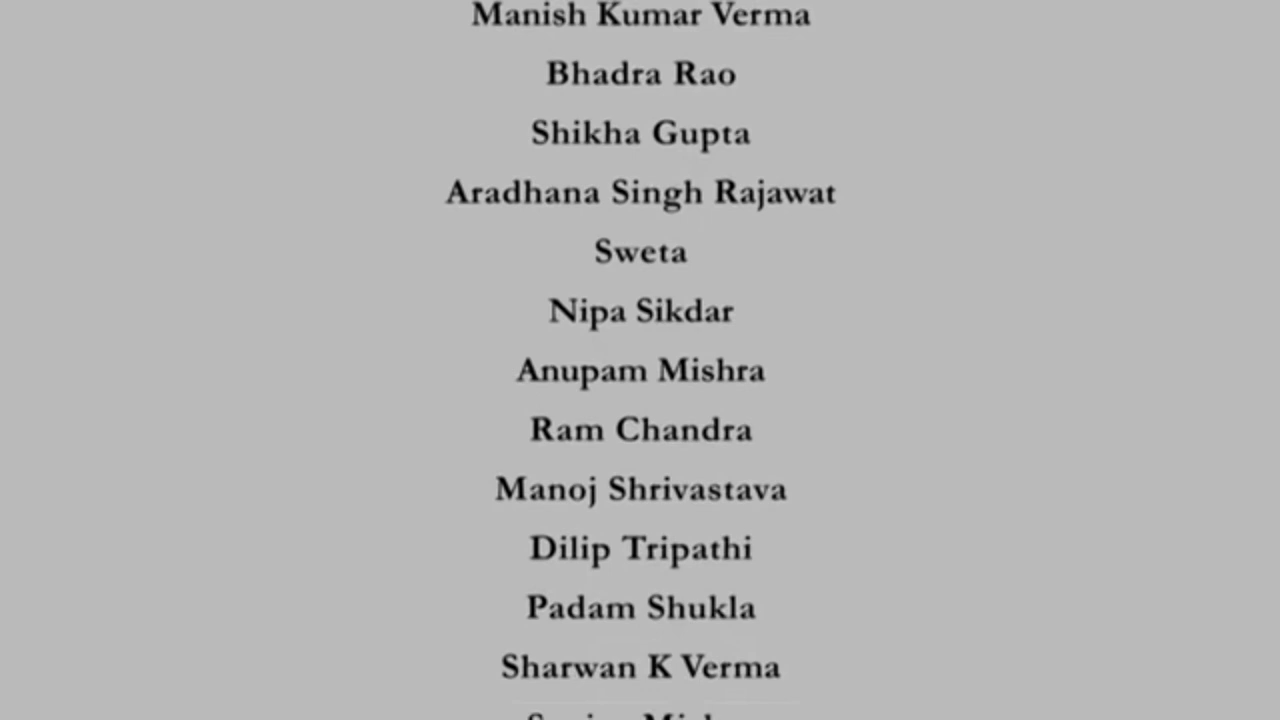 Manish Kumar Verma
Bhadra Rao
Shikha Gupta
Aradhana Singh Rajawat
Sweta
Nipa Sikdar
Anupam Mishra
Ram Chandra
Manoj Shrivastava
Dilip Tripathi
Padam Shukla
Sharwan K Verma